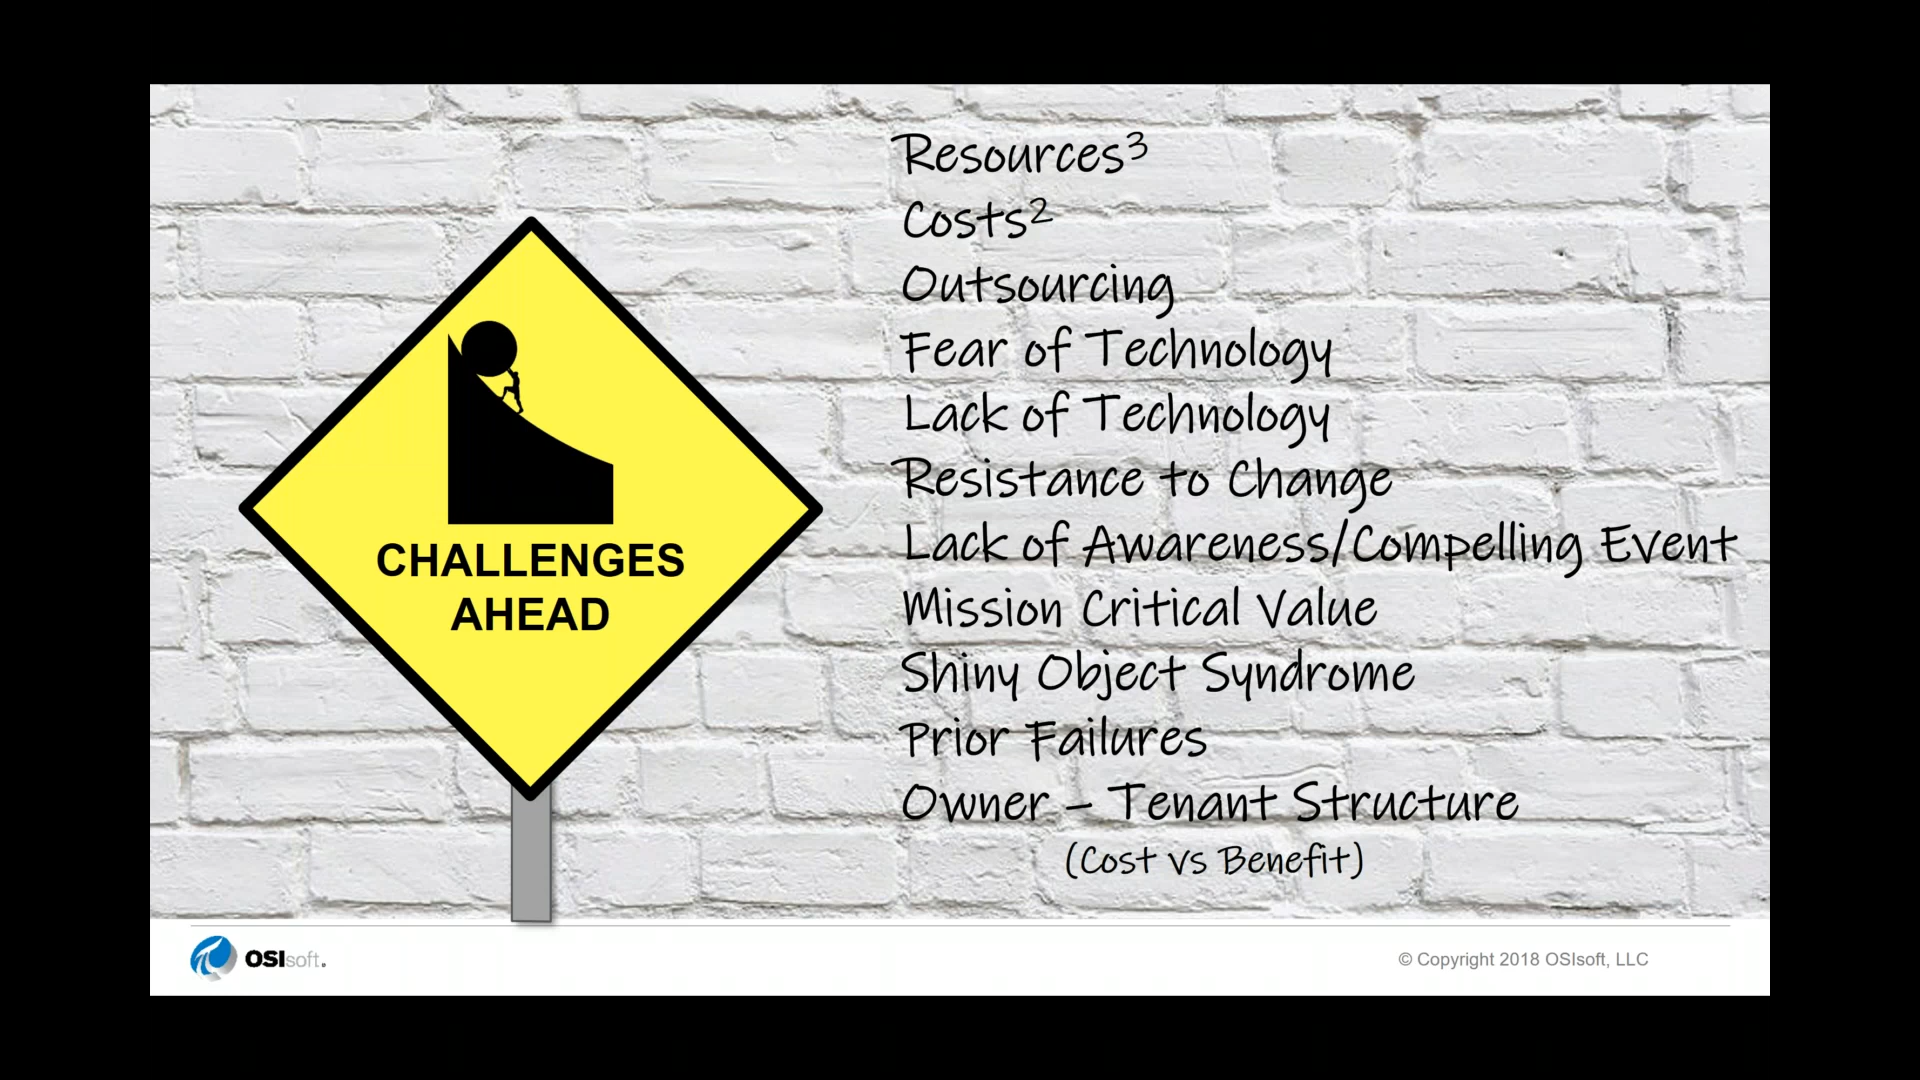 Resources³
Costs²
Outsourcing
Fear of Technology
Lack of Technology
Resistance to Change
Lack of Awareness/Compelling Event
Mission Critical Value
Shiny Object Syndrome
Prior Failures
Owner – Tenant Structure
(Cost vs Benefit)
CHALLENGES
AHEAD
OSIsoft.
© Copyright 2018 OSIsoft, LLC